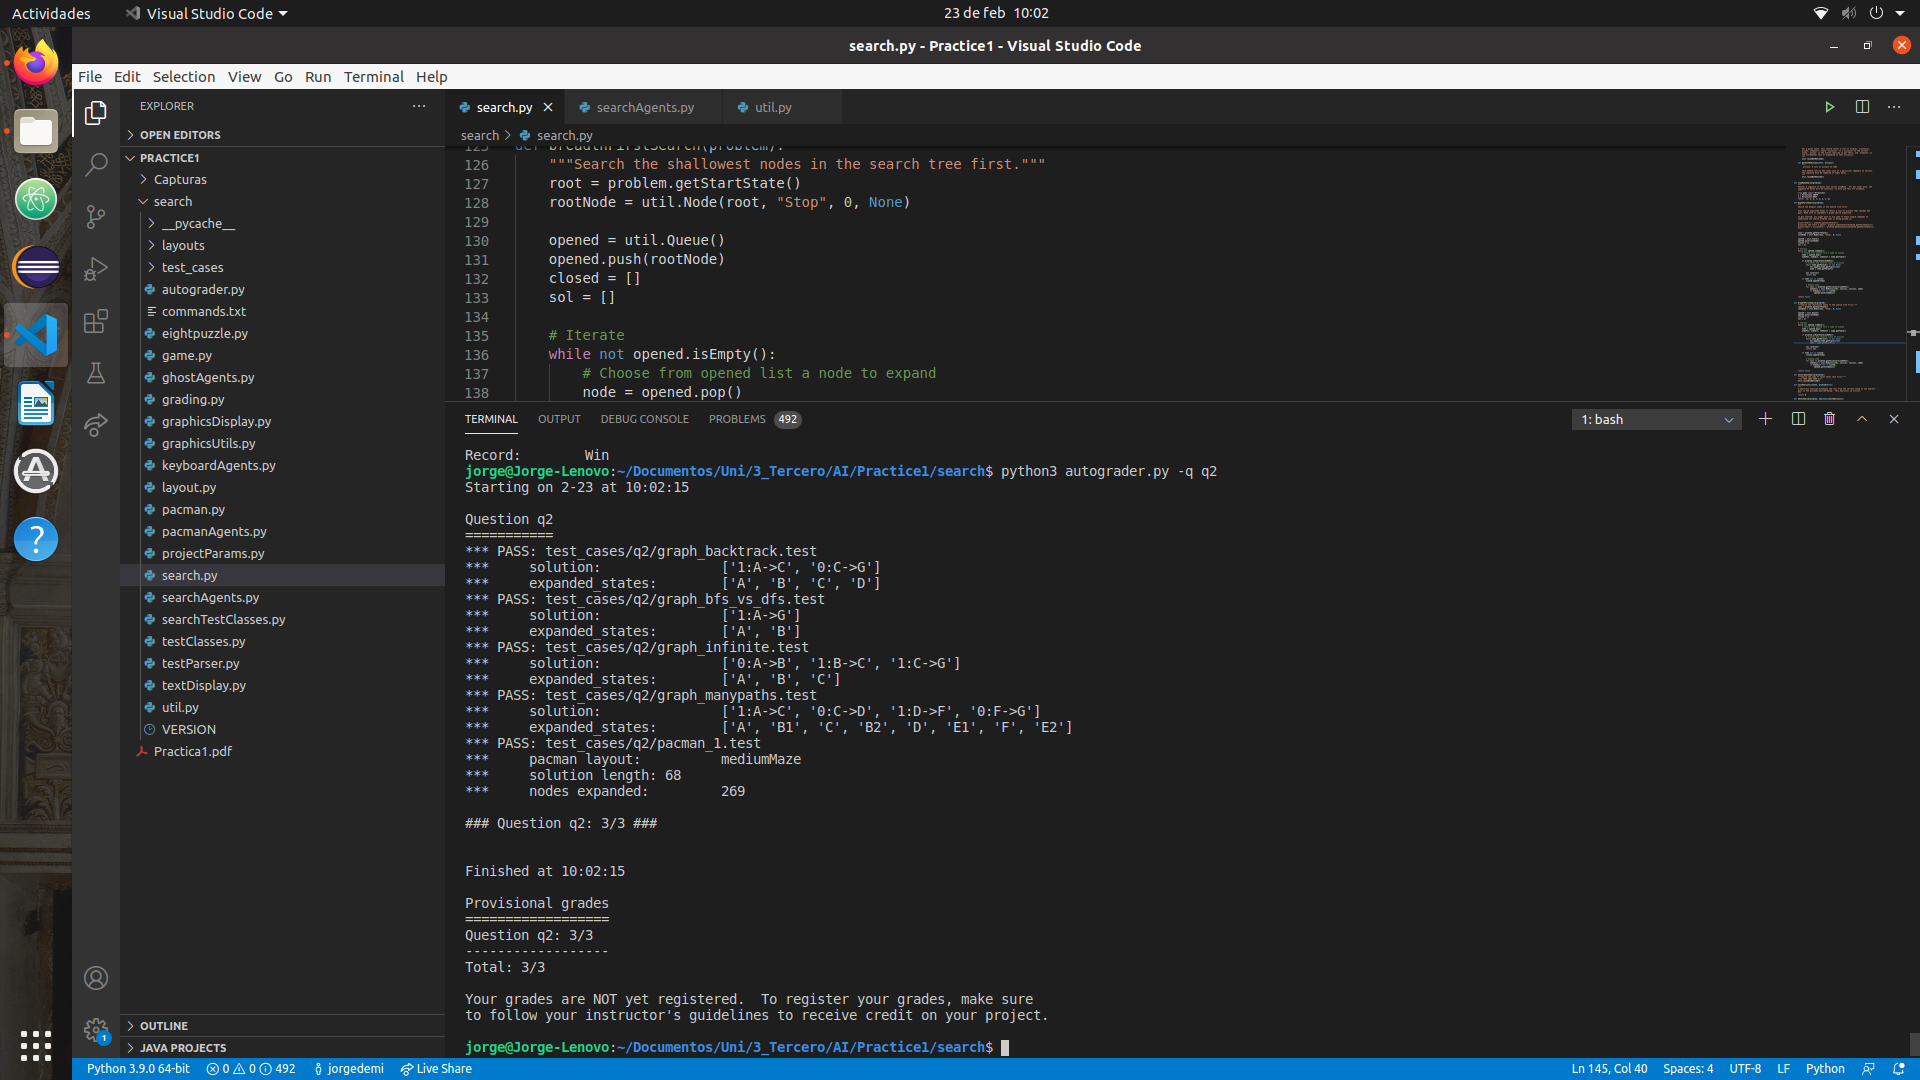 Actividades
Visual Studio Code
23 de feb 10:02
search.py - Practice1 - Visual Studio Code
File Edit Selection View Go Run Terminal Help
EXPLORER
OPEN EDITORS
PRACTICE1
Capturas
search
__pycache__
layouts
test_cases
autograder.py
commands.txt
eightpuzzle.py
game.py
ghostAgents.py
grading.py
graphicsDisplay.py
graphicsUtils.py
keyboardAgents.py
layout.py
pacman.py
pacmanAgents.py
projectParams.py
search.py
searchAgents.py
searchTestClasses.py
testClasses.py
testParser.py
textDisplay.py
util.py
VERSION
Practica1.pdf
OUTLINE
JAVA PROJECTS
search.py searchAgents.py util.py
search > search.py
125 def breadthFirstSearch(problem):
126 """Search the shallowest nodes in the search tree first."""
127 root = problem.getStartState()
128 rootNode = util.Node(root, "Stop", 0, None)
129
130 opened = util.Queue()
131 opened.push(rootNode)
132 closed = []
133 sol = []
134
135 # Iterate
136 while not opened.isEmpty():
137 # Choose from opened list a node to expand
138 node = opened.pop()
TERMINAL OUTPUT DEBUG CONSOLE PROBLEMS 492
1: bash
Record: Win
jorge@Jorge-Lenovo:~/Documentos/Uni/3_Tercero/AI/Practice1/search$ python3 autograder.py -q q2
Starting on 2-23 at 10:02:15
Question q2
===========
*** PASS: test_cases/q2/graph_backtrack.test
*** solution: ['1:A->C', '0:C->G']
*** expanded_states: ['A', 'B', 'C', 'D']
*** PASS: test_cases/q2/graph_bfs_vs_dfs.test
*** solution: ['1:A->G']
*** expanded_states: ['A', 'B']
*** PASS: test_cases/q2/graph_infinite.test
*** solution: ['0:A->B', '1:B->C', '1:C->G']
*** expanded_states: ['A', 'B', 'C']
*** PASS: test_cases/q2/graph_manypaths.test
*** solution: ['1:A->C', '0:C->D', '1:D->F', '0:F->G']
*** expanded_states: ['A', 'B1', 'C', 'B2', 'D', 'E1', 'F', 'E2']
*** PASS: test_cases/q2/pacman_1.test
*** pacman layout: mediumMaze
*** solution length: 68
*** nodes expanded: 269
### Question q2: 3/3 ###
Finished at 10:02:15
Provisional grades
==================
Question q2: 3/3
------------------
Total: 3/3
Your grades are NOT yet registered. To register your grades, make sure
to follow your instructor's guidelines to receive credit on your project.
jorge@Jorge-Lenovo:~/Documentos/Uni/3_Tercero/AI/Practice1/search$
1
Python 3.9.0 64-bit 0 0 492 jorgedemi Live Share
Ln 145, Col 40 Spaces: 4 UTF-8 LF Python